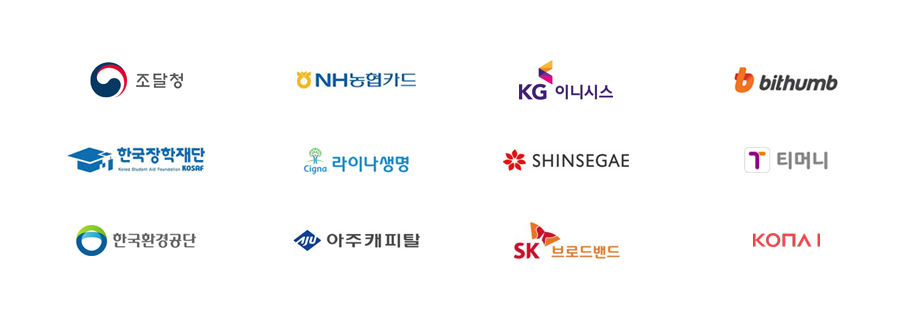 조달청
NH농협카드
KG 이니시스
bithumb
한국장학재단
Korea Student Aid Foundation KOSAF
Cigna 라이나생명
SHINSEGAE
T 티머니
한국환경공단
AJU 아주캐피탈
SK 브로드밴드
KONA I